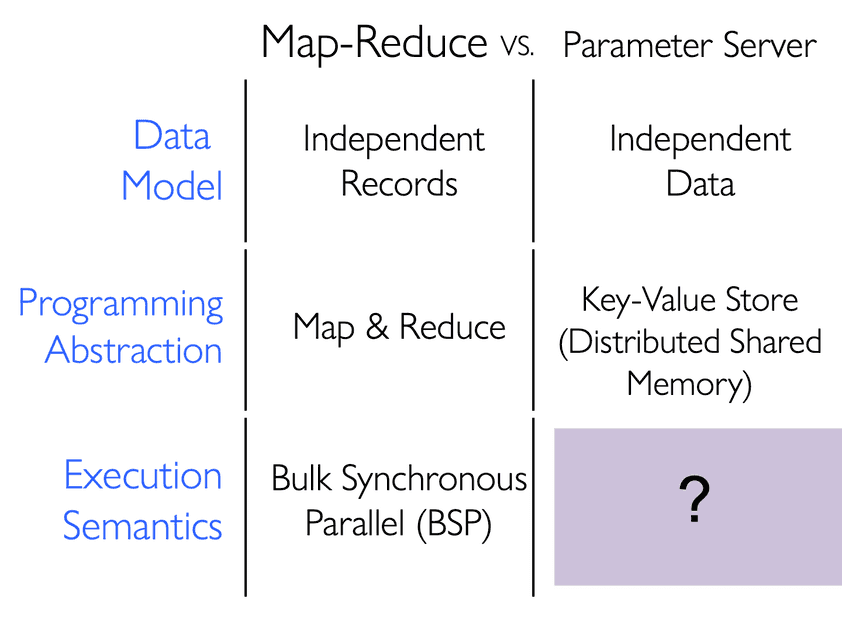 Map-Reduce vs. Parameter Server
Data
Model
Independent
Records
Independent
Data
Programming
Abstraction
Map & Reduce
Key-Value Store
(Distributed Shared
Memory)
Execution
Semantics
Bulk Synchronous
Parallel (BSP)
?